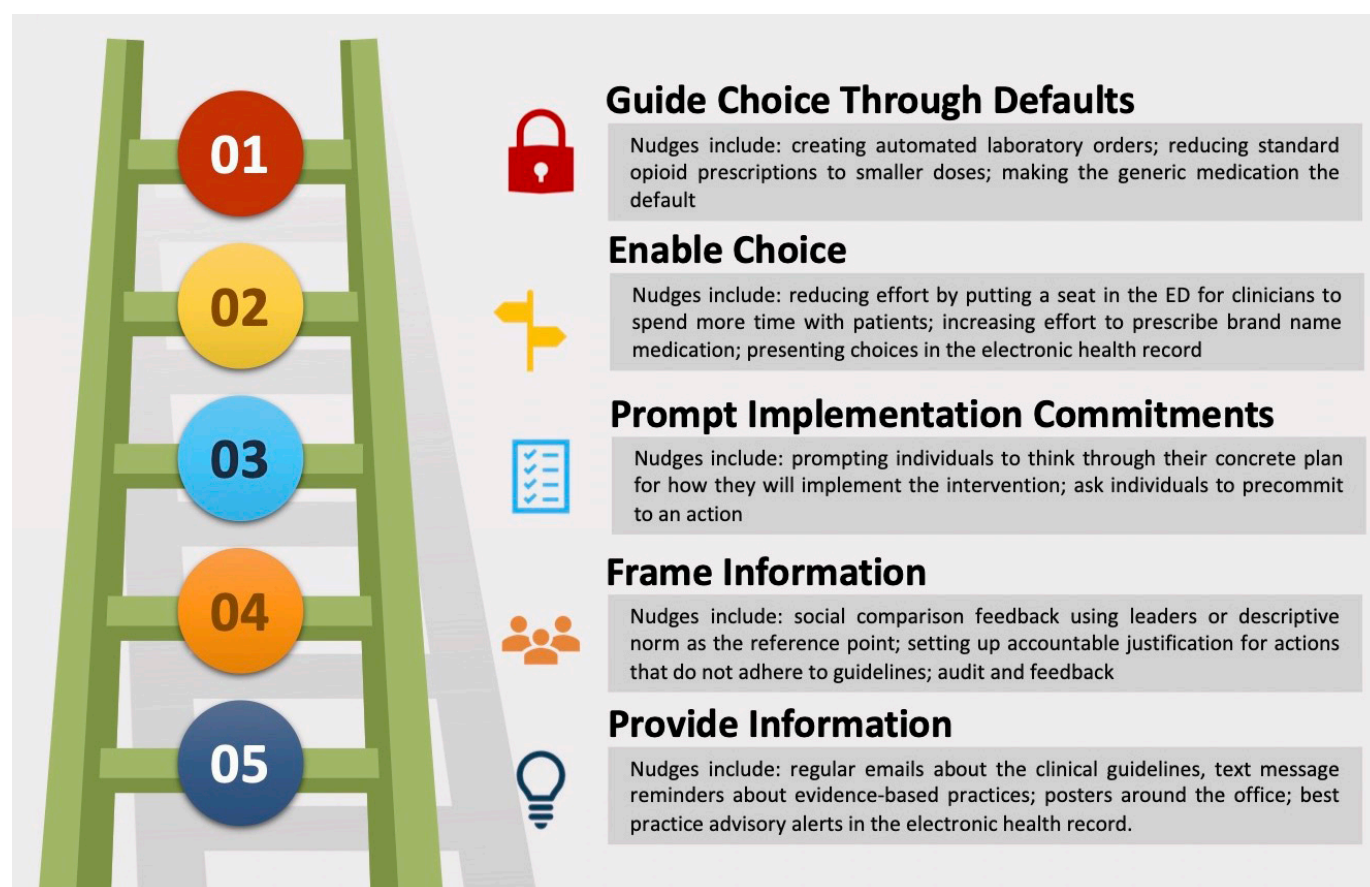 01
Guide Choice Through Defaults
Nudges include: creating automated laboratory orders; reducing standard
opioid prescriptions to smaller doses; making the generic medication the
default
02
Enable Choice
Nudges include: reducing effort by putting a seat in the ED for clinicians to
spend more time with patients; increasing effort to prescribe brand name
medication; presenting choices in the electronic health record
03
Prompt Implementation Commitments
Nudges include: prompting individuals to think through their concrete plan
for how they will implement the intervention; ask individuals to precommit
to an action
04
Frame Information
Nudges include: social comparison feedback using leaders or descriptive
norm as the reference point; setting up accountable justification for actions
that do not adhere to guidelines; audit and feedback
05
Provide Information
Nudges include: regular emails about the clinical guidelines, text message
reminders about evidence-based practices; posters around the office; best
practice advisory alerts in the electronic health record.